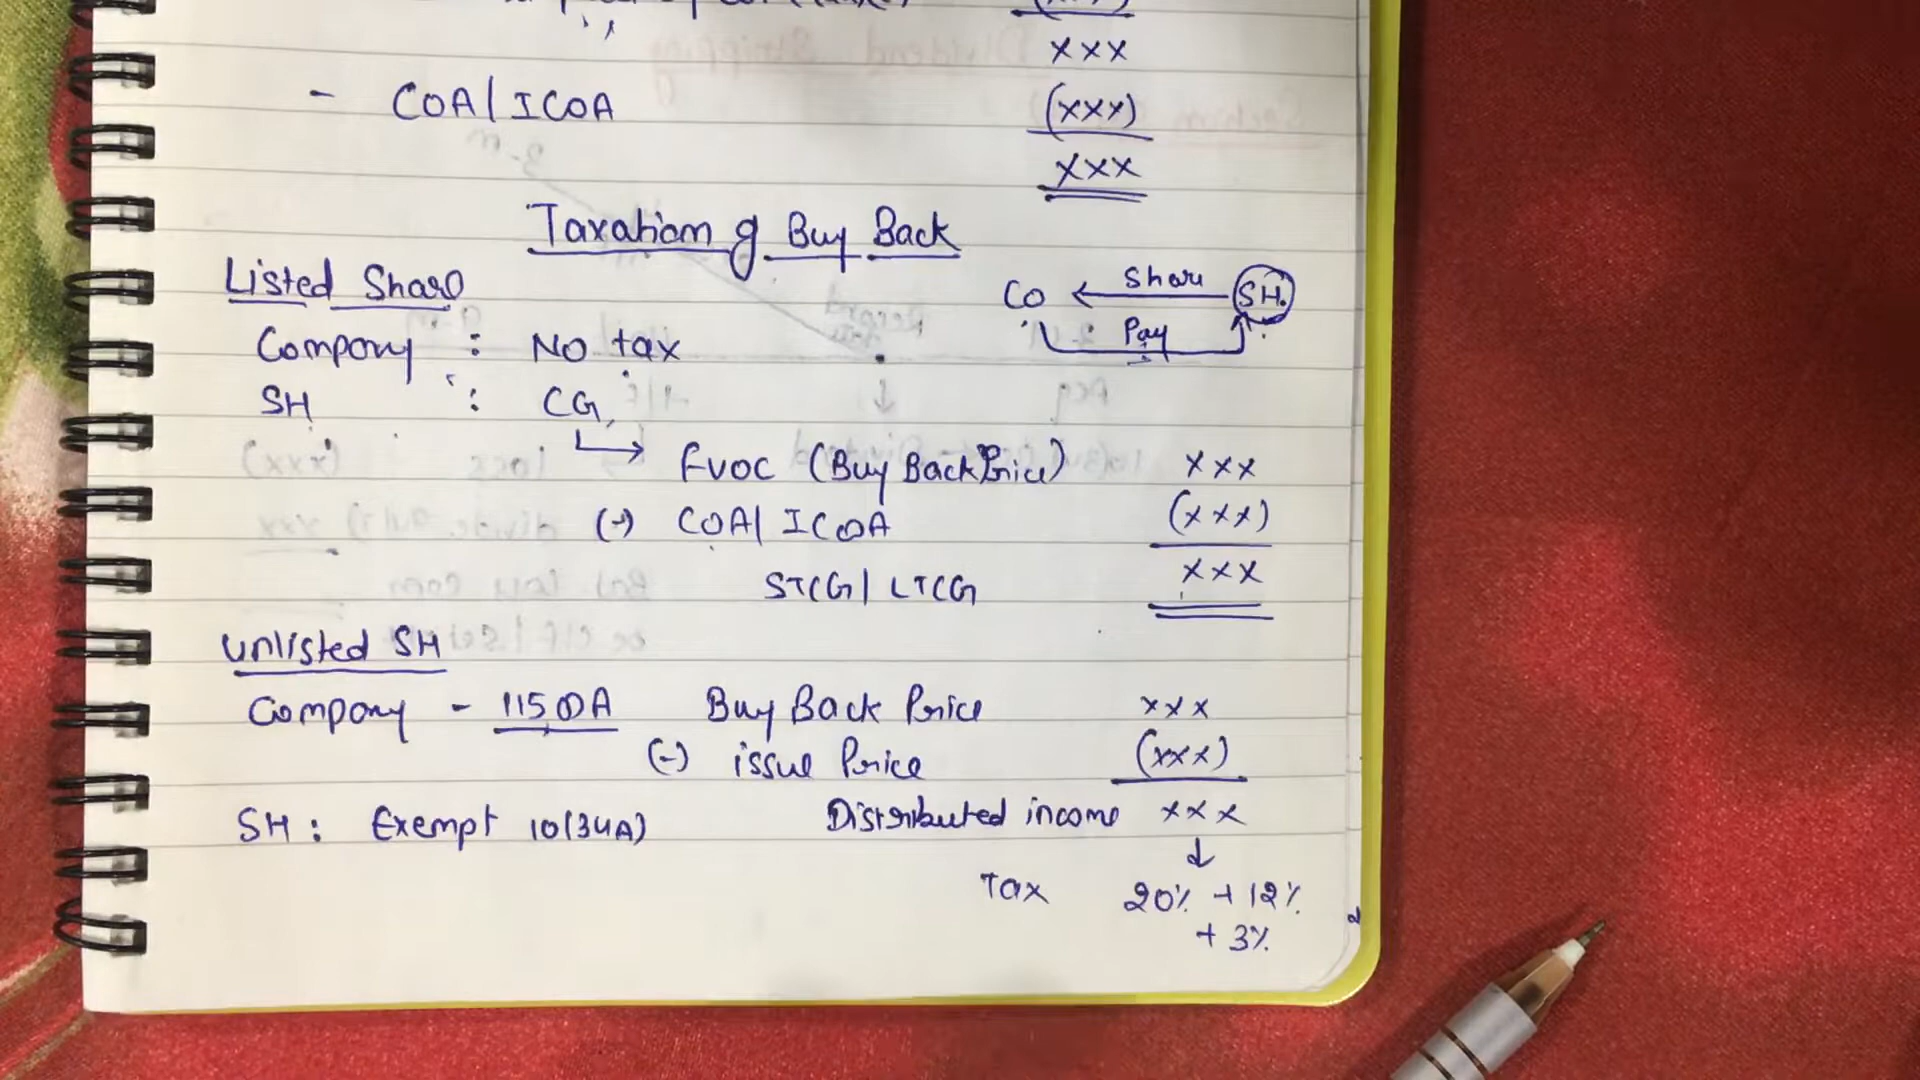 xxx
- COA/ICOA (xxx)
xxx
Taxation of Buy Back
Listed Share
Co Share SH.
Pay
Company : No tax
SH : CG
FVOC (Buy Back Price) xxx
(-) COA/ICOA (xxx)
STCG/LTCG xxx
Unlisted SH
Company - 115QA Buy Back Price xxx
(-) issue Price (xxx)
SH : Exempt 10(34A) Distributed income xxx
Tax 20% + 12%
+ 3%